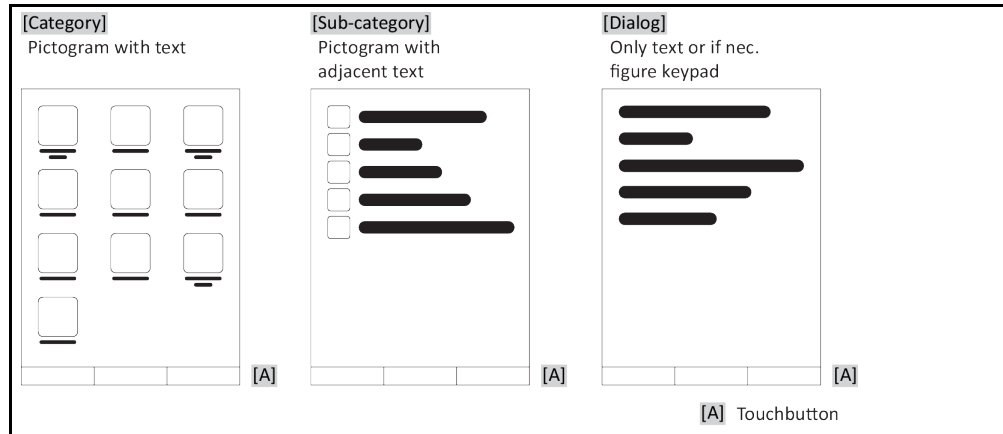 [Category]
Pictogram with text
[Sub-category]
Pictogram with
adjacent text
[Dialog]
Only text or if nec.
figure keypad
[A]
[A]
[A]
[A] Touchbutton